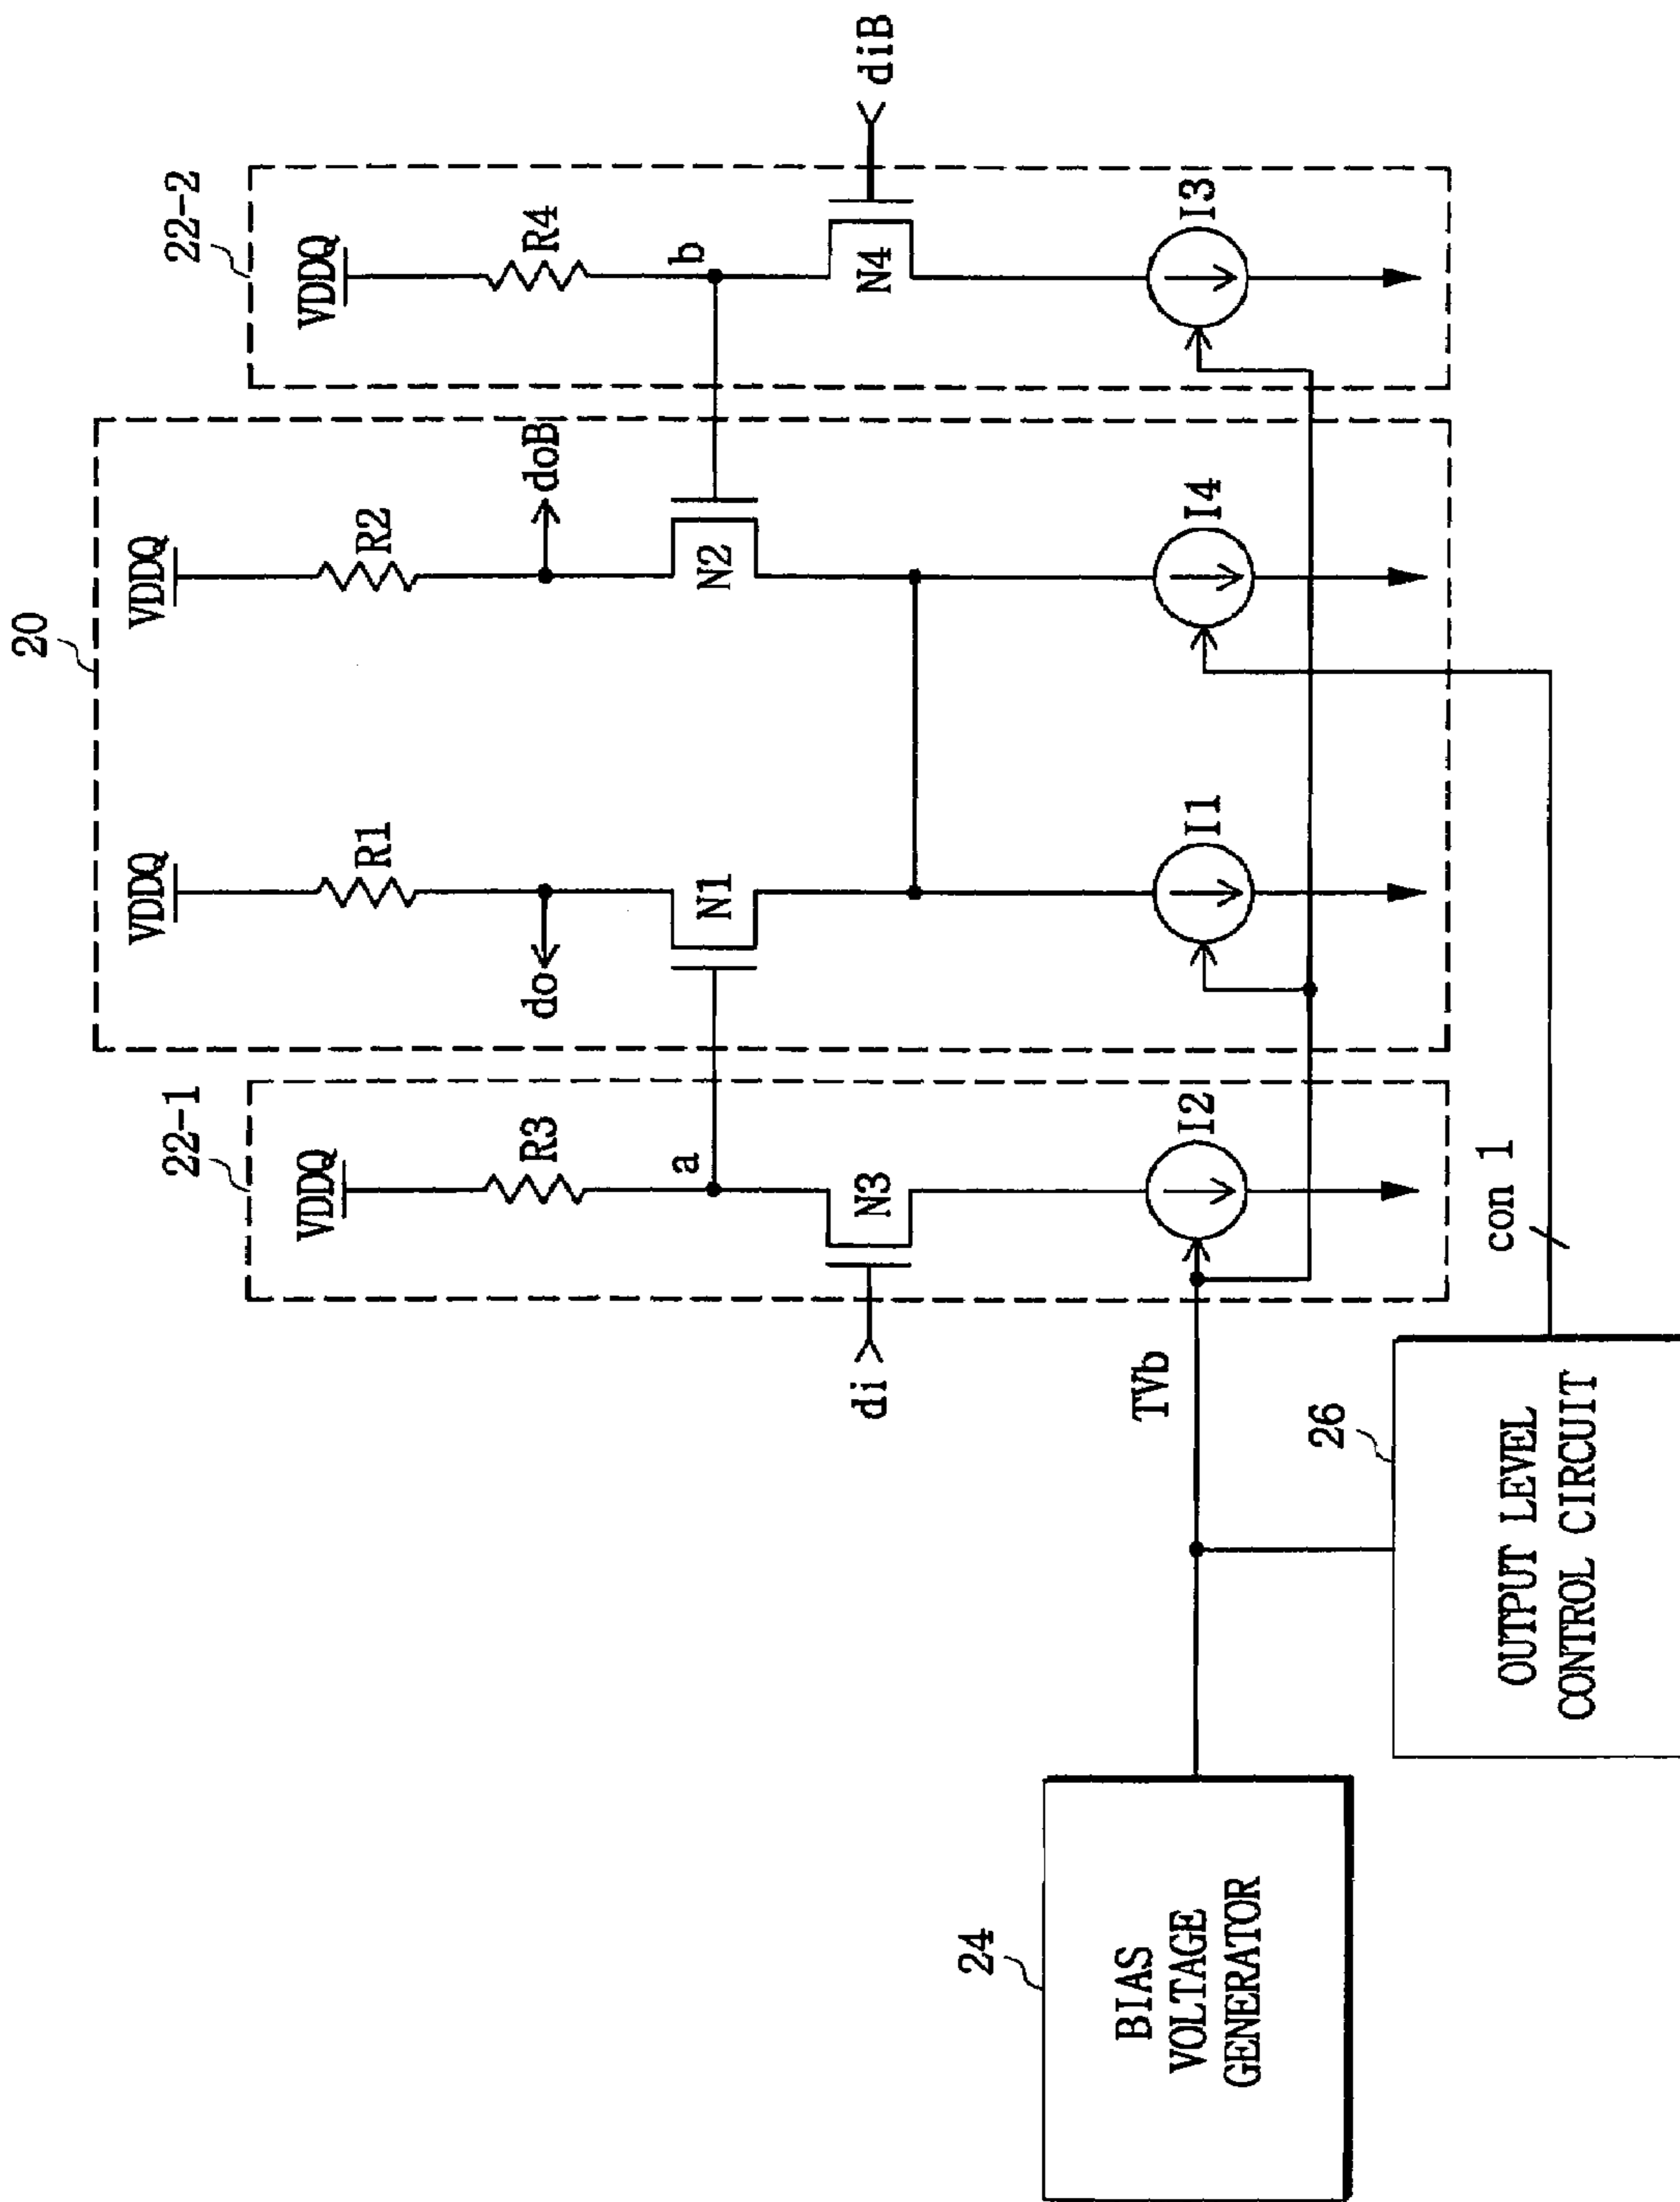 20
22-1
22-2
VDDQ
VDDQ
VDDQ
VDDQ
R3
R1
R2
R4
do
doB
a
b
N1
N2
N3
N4
di
diB
I2
I1
I4
I3
TVb
con 1
24
26
BIAS
VOLTAGE
GENERATOR
OUTPUT LEVEL
CONTROL CIRCUIT